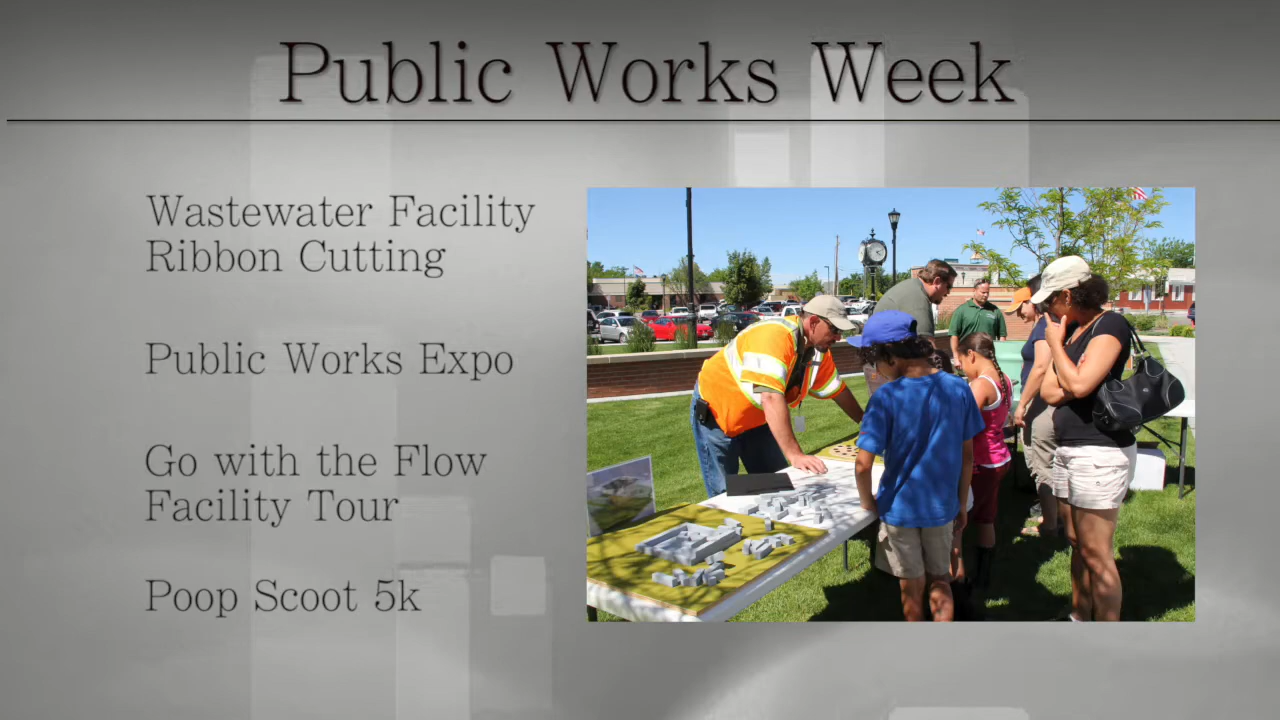 Public Works Week
Wastewater Facility
Ribbon Cutting
Public Works Expo
Go with the Flow
Facility Tour
Poop Scoot 5k